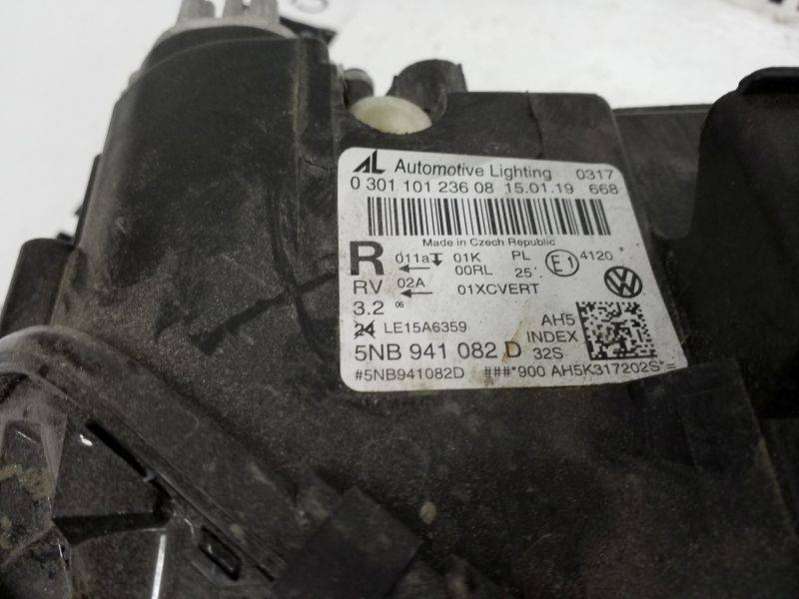 AL Automotive Lighting 0317
0 301 101 236 08 15.01.19 668
Made in Czech Republic
R 011a 01K PL E1 4120
00RL 25'.
RV 02A 01XCVERT
3.2 06
24 LE15A6359 AH5
5NB 941 082 D INDEX 32S
#5NB941082D ###*900 AH5K317202S*=